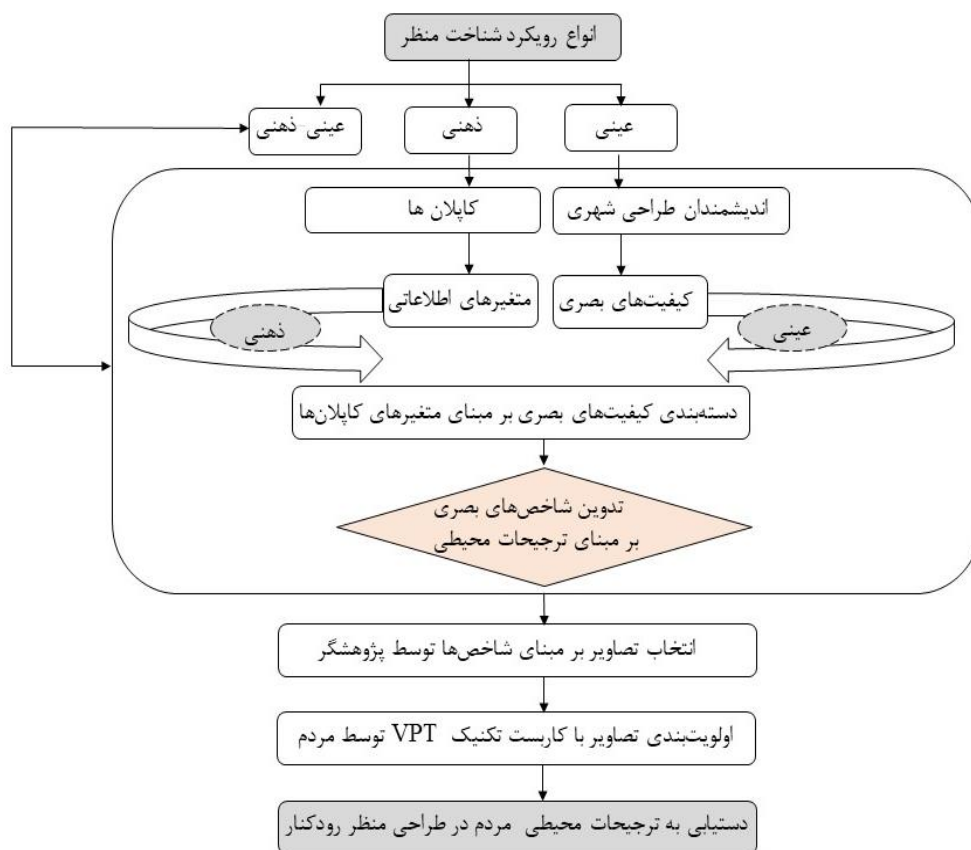 انواع رویکرد شناخت منظر
عینی
ذهنی
عینی-ذهنی
اندیشمندان طراحی شهری
کاپلان ها
کیفیت‌های بصری
متغیرهای اطلاعاتی
عینی
ذهنی
دسته‌بندی کیفیت‌های بصری بر مبنای متغیرهای کاپلان‌ها
تدوین شاخص‌های بصری
بر مبنای ترجیحات محیطی
انتخاب تصاویر بر مبنای شاخص‌ها توسط پژوهشگر
اولویت‌بندی تصاویر با کاربست تکنیک VPT توسط مردم
دستیابی به ترجیحات محیطی مردم در طراحی منظر رودکنار